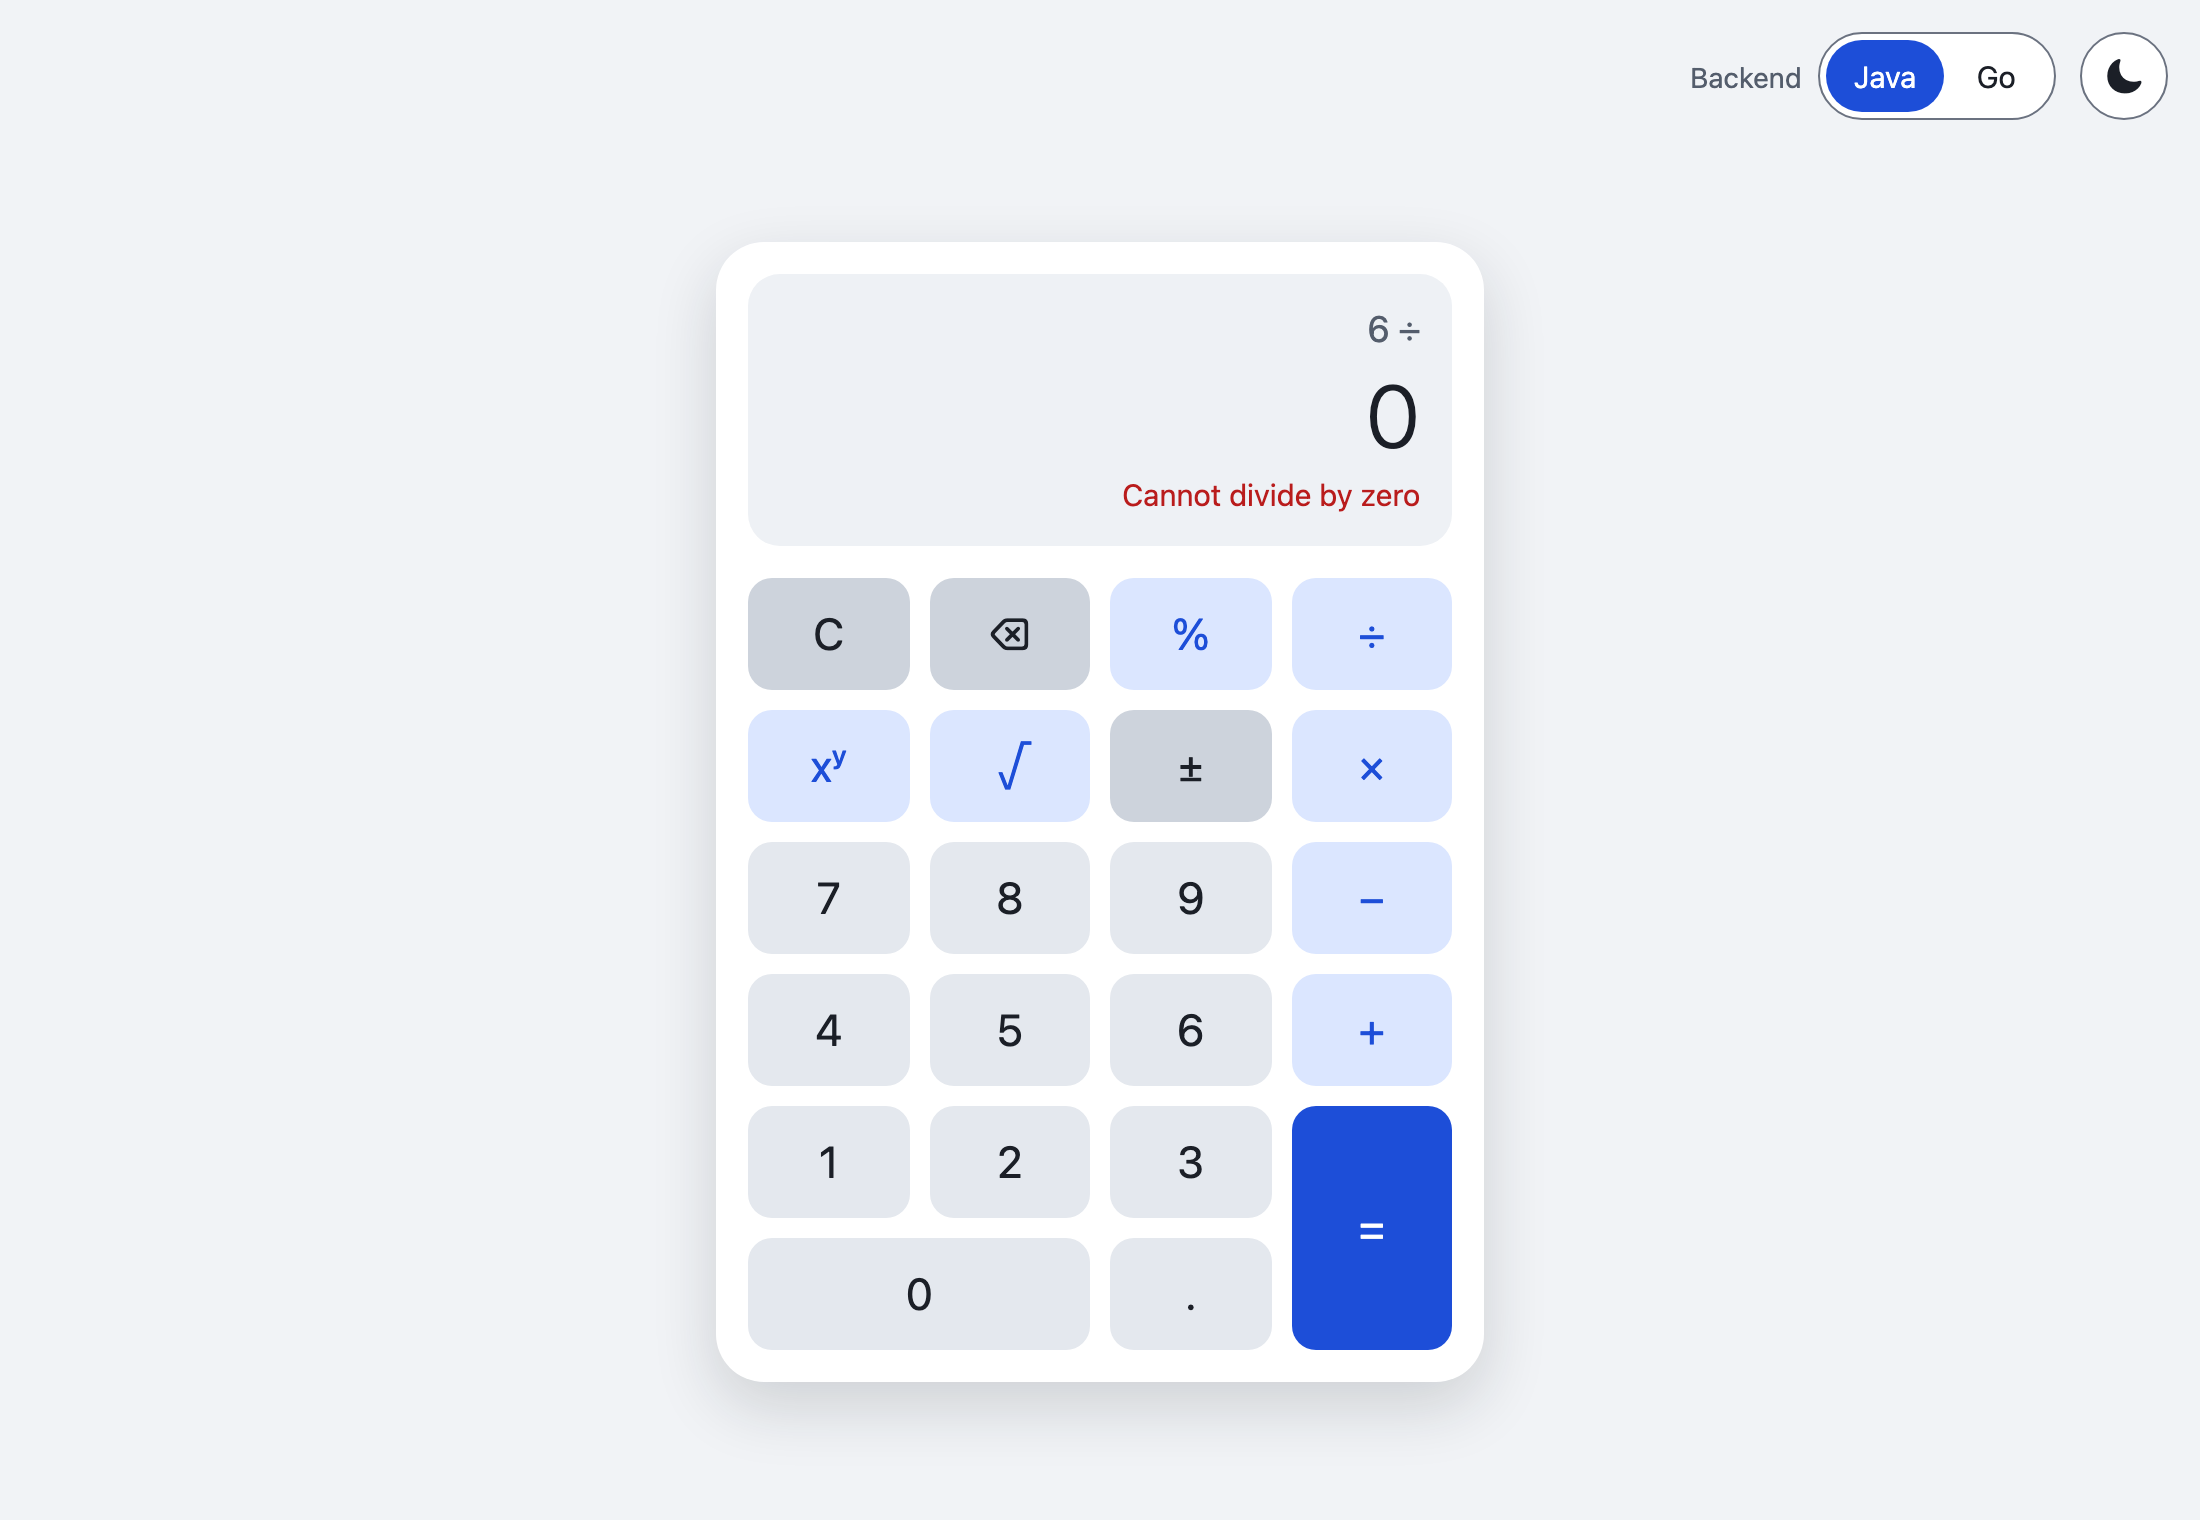 Backend Java Go
6 ÷
0
Cannot divide by zero
C % ÷
xʸ √ ± ×
7 8 9 −
4 5 6 +
1 2 3
=
0 .